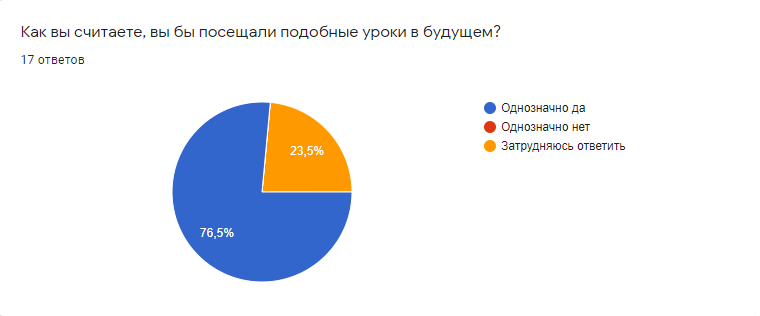 Как вы считаете, вы бы посещали подобные уроки в будущем?
17 ответов
Однозначно да
Однозначно нет
Затрудняюсь ответить
23,5%
76,5%